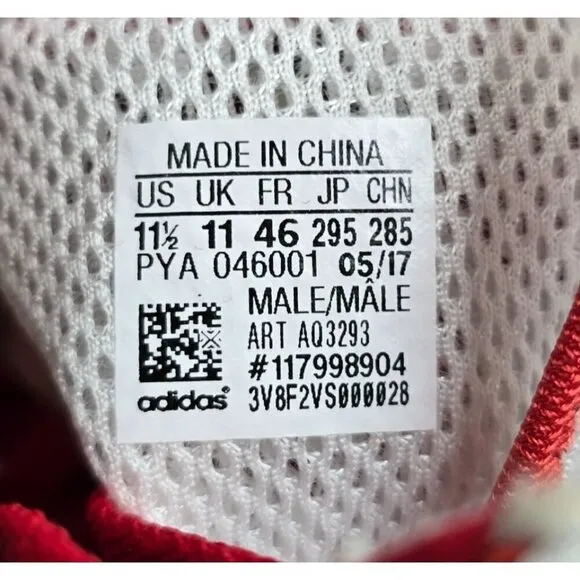 MADE IN CHINA
US UK FR JP CHN
11½ 11 46 295 285
PYA 046001 05/17
MALE/MÂLE
ART AQ3293
#117998904
adidas® 3V8F2VS000028